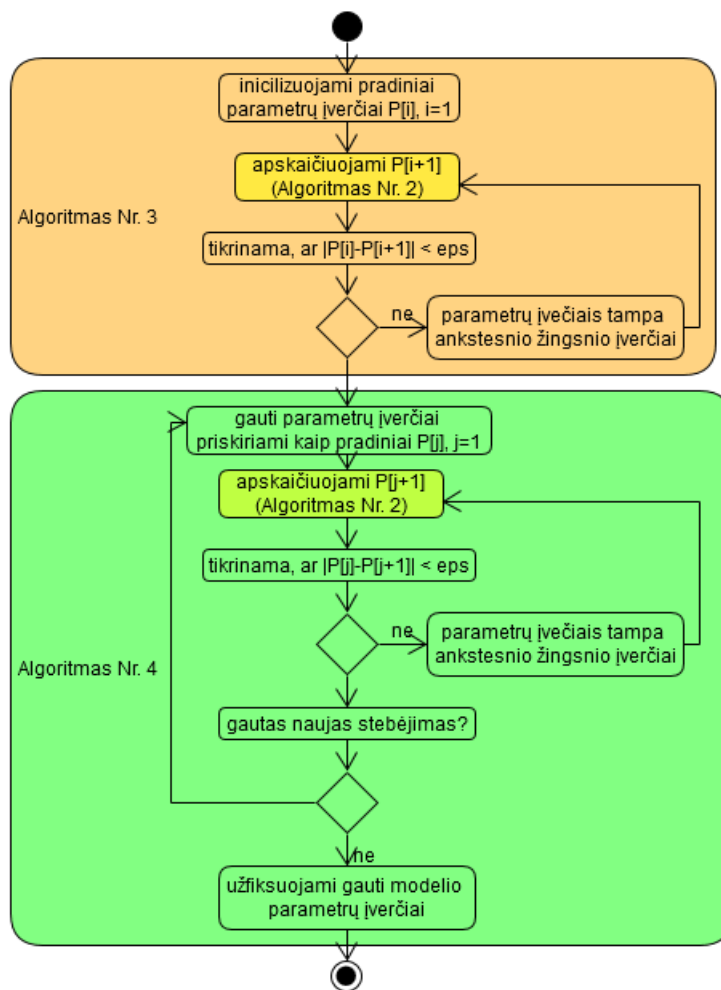 inicilizuojami pradiniai
parametrų įverčiai P[i], i=1
apskaičiuojami P[i+1]
(Algoritmas Nr. 2)
Algoritmas Nr. 3
tikrinama, ar |P[i]-P[i+1]| < eps
ne
parametrų įvečiais tampa
ankstesnio žingsnio įverčiai
gauti parametrų įverčiai
priskiriami kaip pradiniai P[j], j=1
apskaičiuojami P[j+1]
(Algoritmas Nr. 2)
tikrinama, ar |P[j]-P[j+1]| < eps
ne
parametrų įvečiais tampa
ankstesnio žingsnio įverčiai
Algoritmas Nr. 4
gautas naujas stebėjimas?
ne
užfiksuojami gauti modelio
parametrų įverčiai